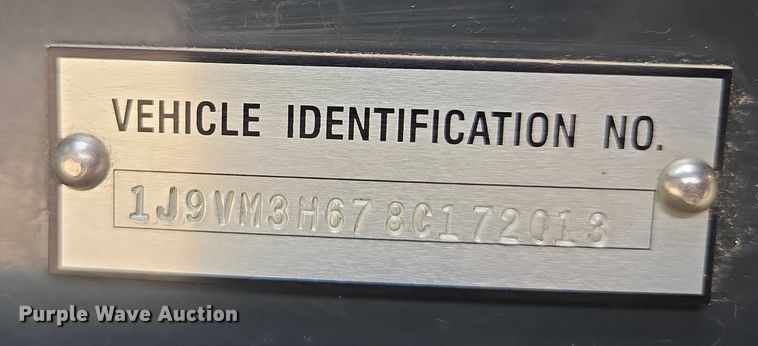 VEHICLE IDENTIFICATION NO.
1J9VM3H678C172013
Purple Wave Auction